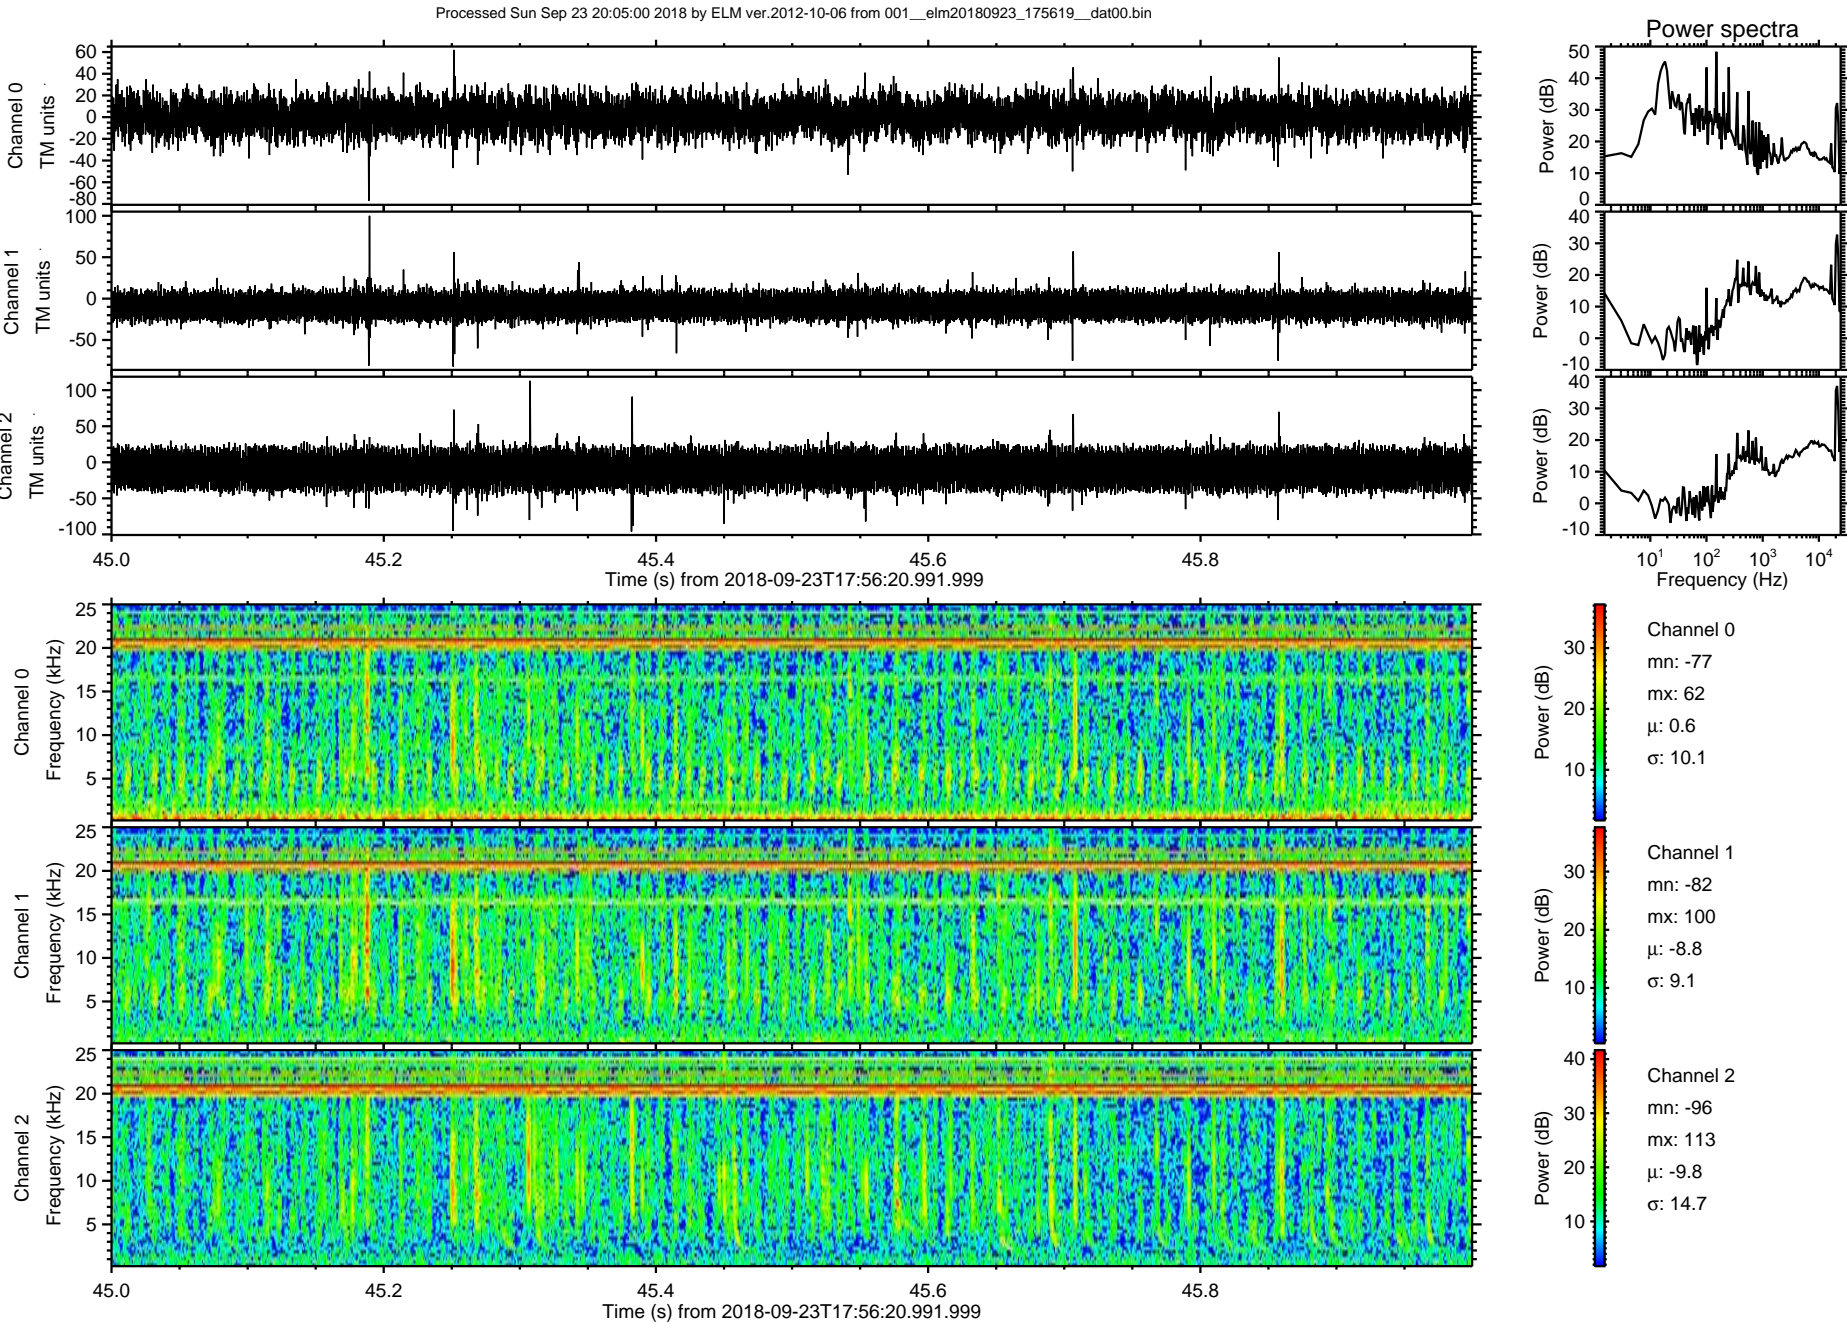 Processed Sun Sep 23 20:05:00 2018 by ELM ver.2012-10-06 from 001__elm20180923_175619__dat00.bin
Power spectra
Channel 0
TM units
60
40
20
0
-20
-40
-60
-80
Power (dB)
50
40
30
20
10
0
Channel 1
TM units
100
50
0
-50
Power (dB)
40
30
20
10
0
-10
Channel 2
TM units
100
50
0
-50
-100
Power (dB)
40
30
20
10
0
-10
45.0 45.2 45.4 45.6 45.8
Time (s) from 2018-09-23T17:56:20.991.999
10¹ 10² 10³ 10⁴
Frequency (Hz)
Channel 0
Frequency (kHz)
25
20
15
10
5
Power (dB)
30
20
10
Channel 0
mn: -77
mx: 62
μ: 0.6
σ: 10.1
Channel 1
Frequency (kHz)
25
20
15
10
5
Power (dB)
30
20
10
Channel 1
mn: -82
mx: 100
μ: -8.8
σ: 9.1
Channel 2
Frequency (kHz)
25
20
15
10
5
Power (dB)
40
30
20
10
Channel 2
mn: -96
mx: 113
μ: -9.8
σ: 14.7
45.0 45.2 45.4 45.6 45.8
Time (s) from 2018-09-23T17:56:20.991.999